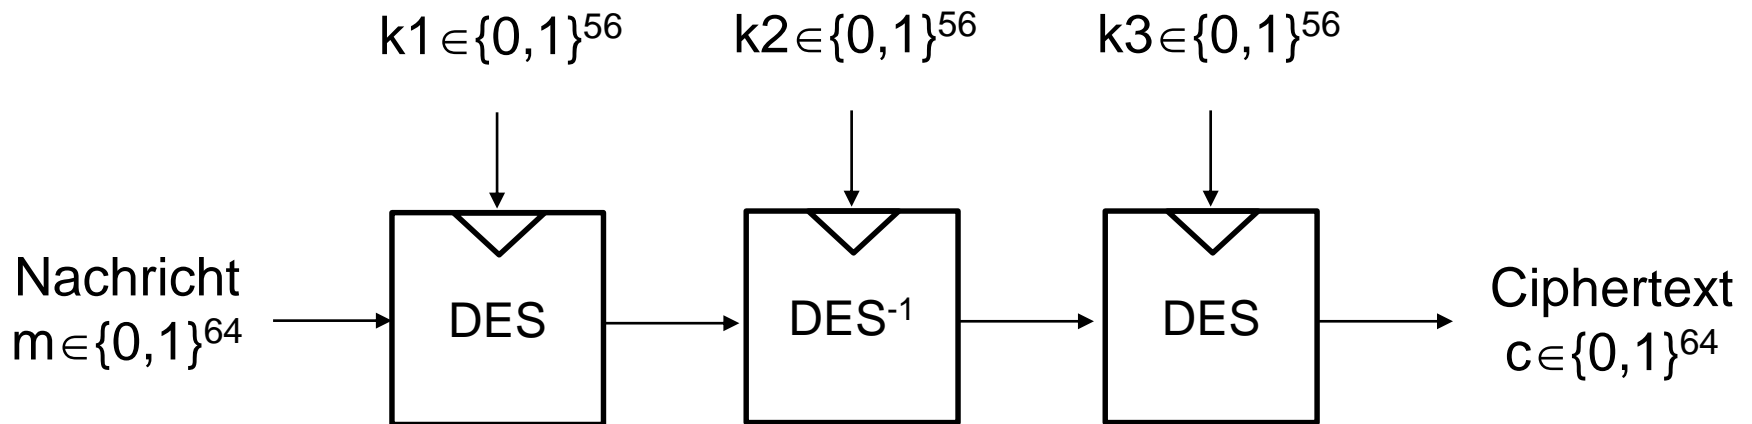 k1∈{0,1}⁵⁶
k2∈{0,1}⁵⁶
k3∈{0,1}⁵⁶
Nachricht
m∈{0,1}⁶⁴
DES
DES⁻¹
DES
Ciphertext
c∈{0,1}⁶⁴